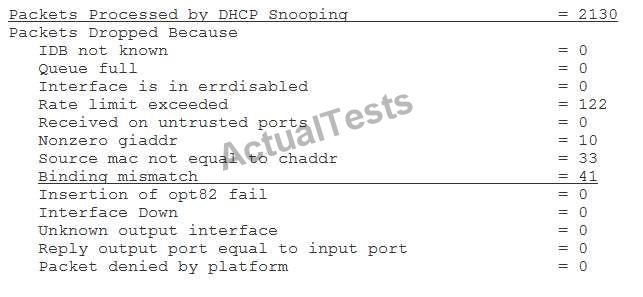 Packets Processed by DHCP Snooping = 2130
Packets Dropped Because
IDB not known = 0
Queue full = 0
Interface is in errdisabled = 0
Rate limit exceeded = 122
Received on untrusted ports = 0
Nonzero giaddr = 10
Source mac not equal to chaddr = 33
Binding mismatch = 41
Insertion of opt82 fail = 0
Interface Down = 0
Unknown output interface = 0
Reply output port equal to input port = 0
Packet denied by platform = 0
ActualTests